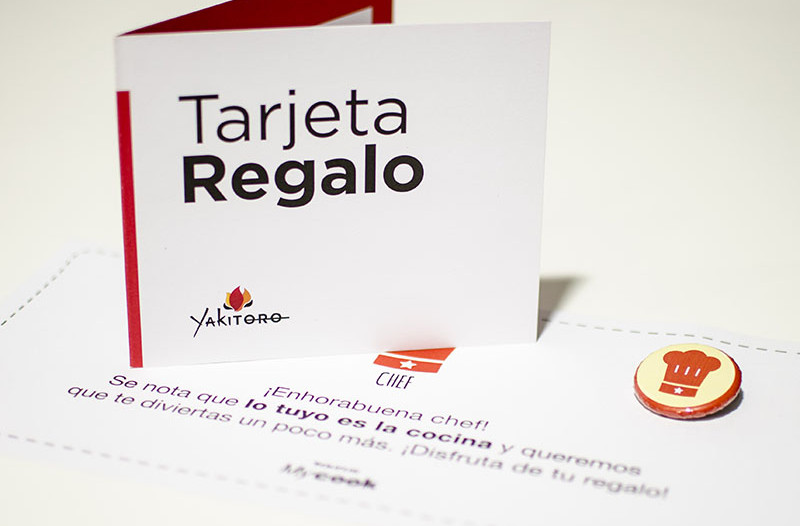 Tarjeta
Regalo
YAKITORO
CHEF
¡Enhorabuena chef!
Se nota que lo tuyo es la cocina y queremos
que te diviertas un poco más. ¡Disfruta de tu regalo!
Mycook